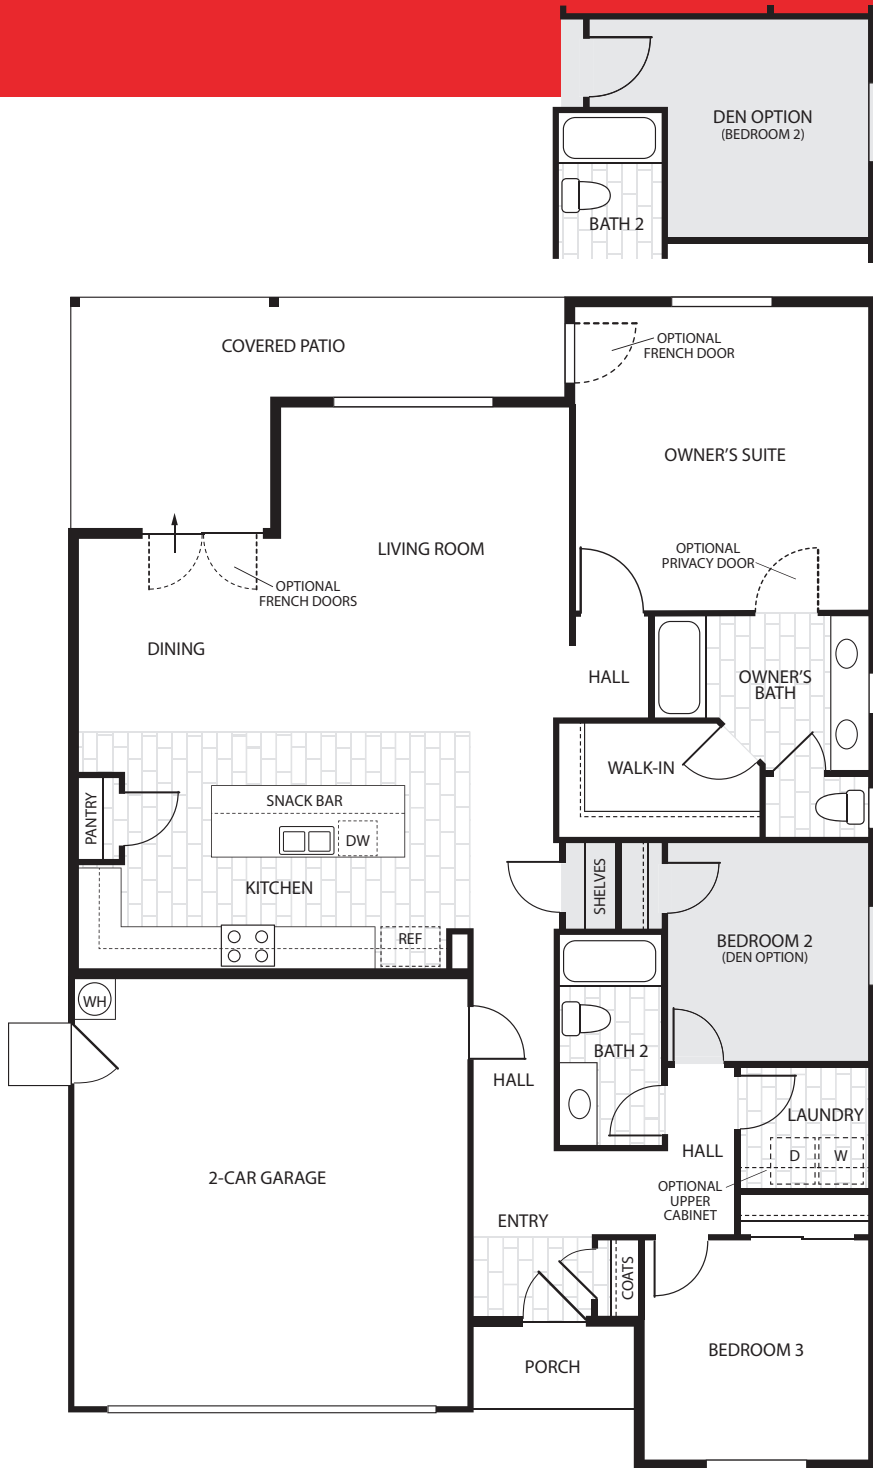 DEN OPTION
(BEDROOM 2)
BATH 2
COVERED PATIO
OPTIONAL
FRENCH DOOR
OWNER'S SUITE
LIVING ROOM
OPTIONAL
PRIVACY DOOR
OPTIONAL
FRENCH DOORS
DINING
HALL
OWNER'S
BATH
WALK-IN
PANTRY
SNACK BAR
DW
KITCHEN
SHELVES
REF
BEDROOM 2
(DEN OPTION)
WH
BATH 2
HALL
LAUNDRY
D
W
HALL
2-CAR GARAGE
OPTIONAL
UPPER
CABINET
ENTRY
COATS
PORCH
BEDROOM 3